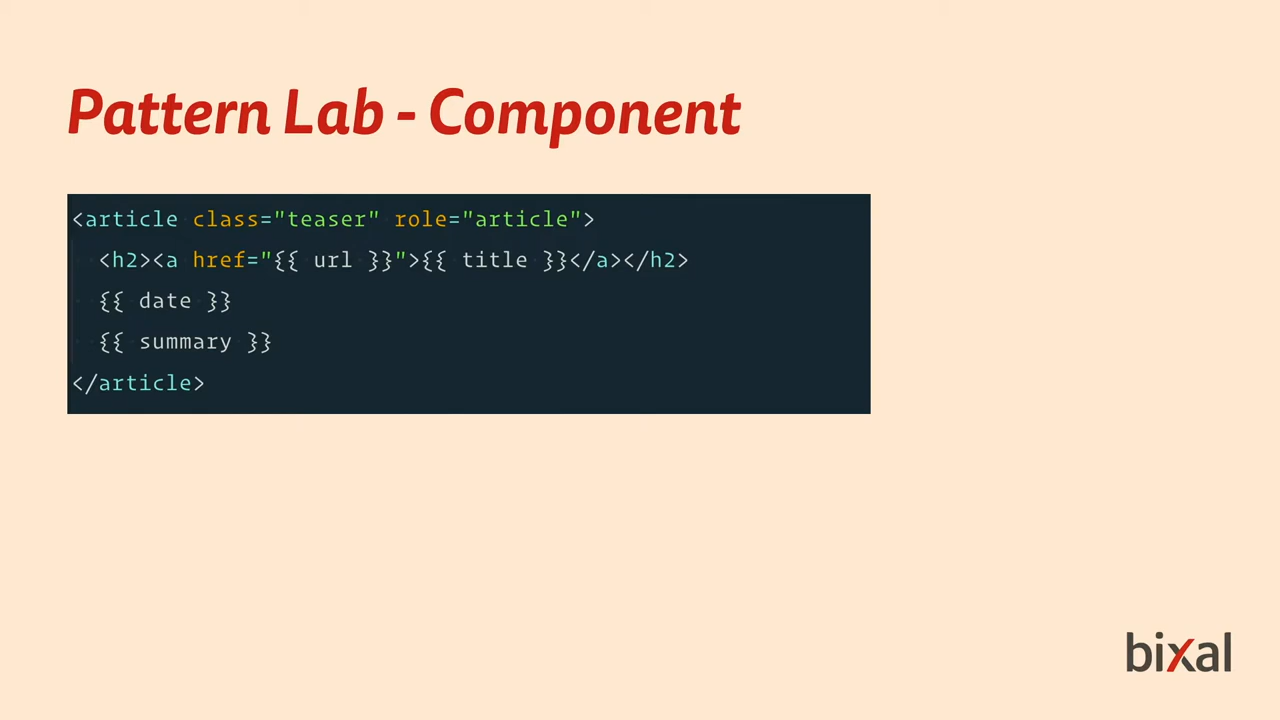 Pattern Lab - Component
<article class="teaser" role="article">
  <h2><a href="{{ url }}">{{ title }}</a></h2>
  {{ date }}
  {{ summary }}
</article>
bixal